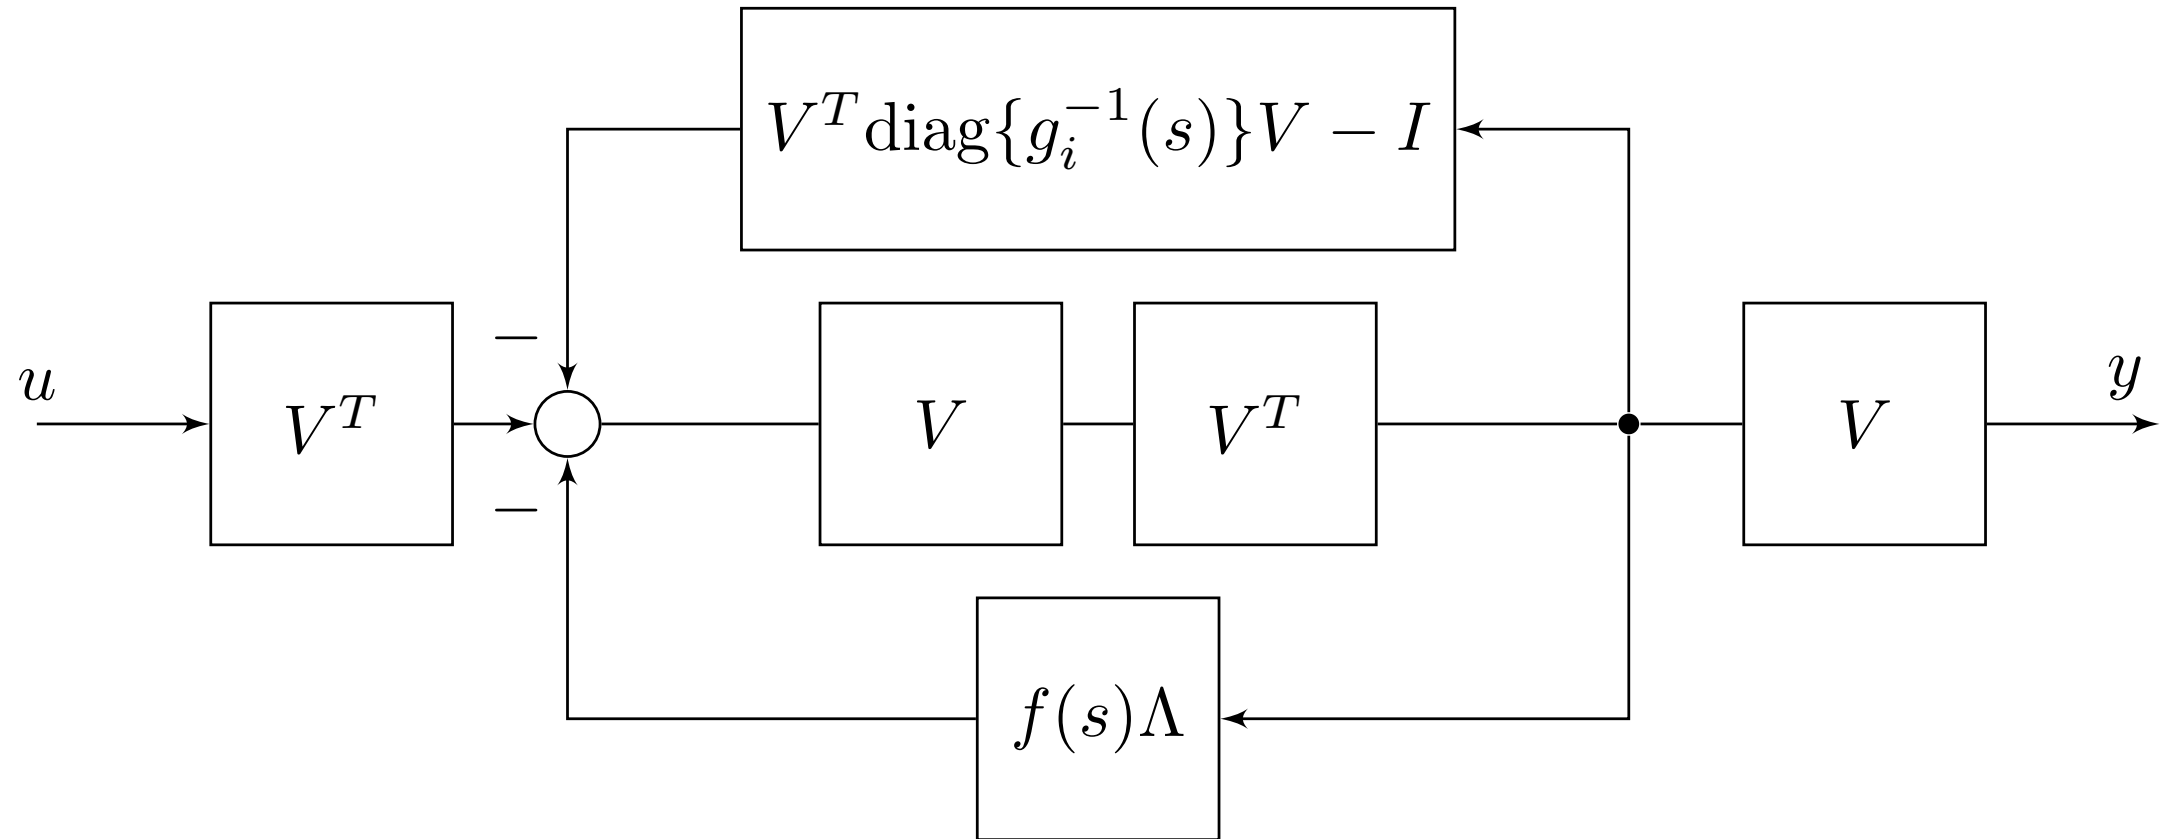 V^T diag{g_i^{-1}(s)}V − I
−
u
V^T
V
V^T
V
y
−
f(s)Λ